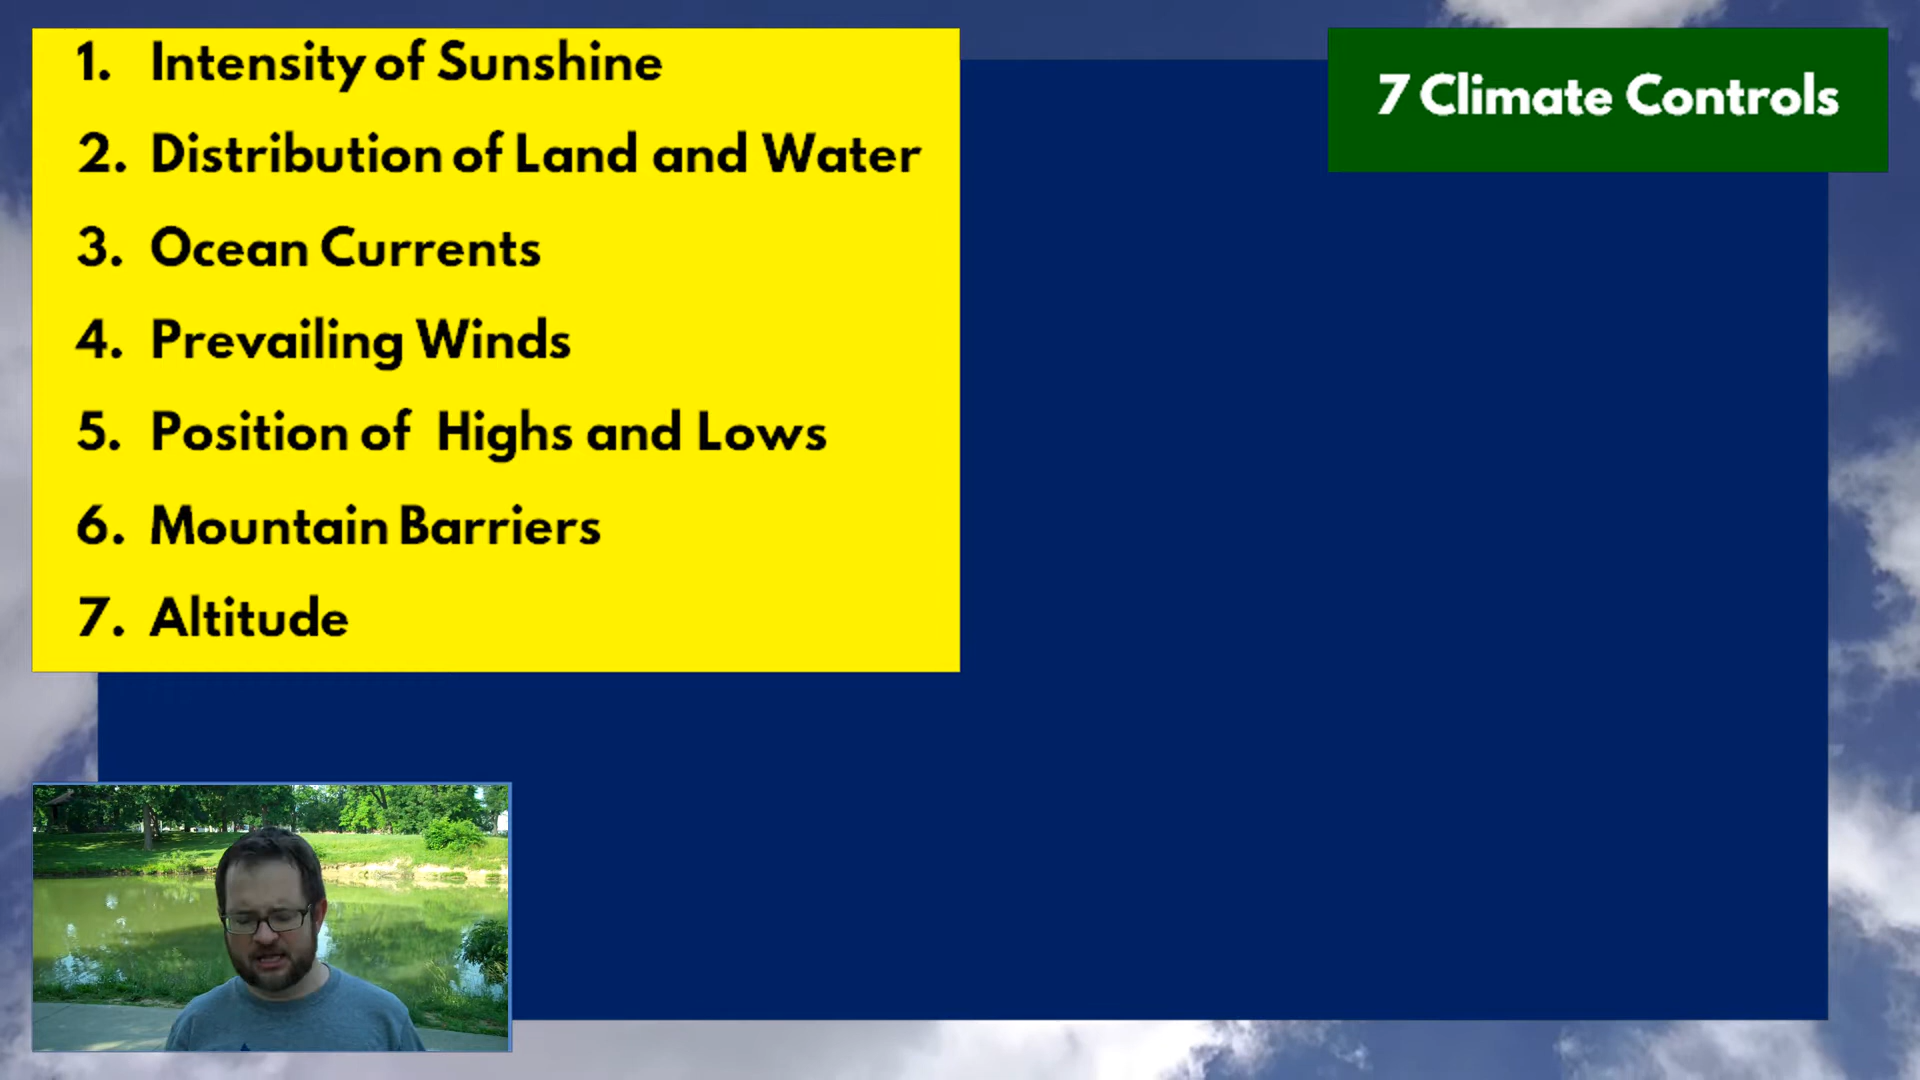 7 Climate Controls
1. Intensity of Sunshine
2. Distribution of Land and Water
3. Ocean Currents
4. Prevailing Winds
5. Position of Highs and Lows
6. Mountain Barriers
7. Altitude